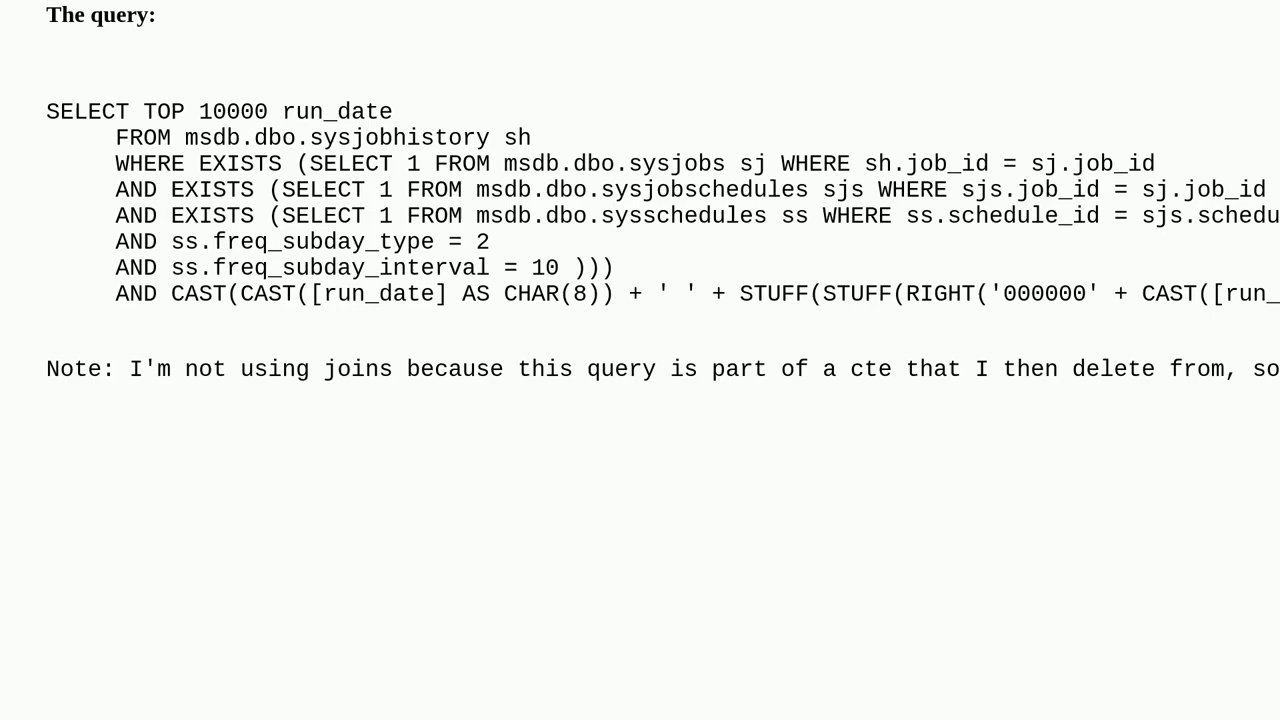 The query:
SELECT TOP 10000 run_date
FROM msdb.dbo.sysjobhistory sh
WHERE EXISTS (SELECT 1 FROM msdb.dbo.sysjobs sj WHERE sh.job_id = sj.job_id
AND EXISTS (SELECT 1 FROM msdb.dbo.sysjobschedules sjs WHERE sjs.job_id = sj.job_id
AND EXISTS (SELECT 1 FROM msdb.dbo.sysschedules ss WHERE ss.schedule_id = sjs.schedu
AND ss.freq_subday_type = 2
AND ss.freq_subday_interval = 10 )))
AND CAST(CAST([run_date] AS CHAR(8)) + ' ' + STUFF(STUFF(RIGHT('000000' + CAST([run_
Note: I'm not using joins because this query is part of a cte that I then delete from, so